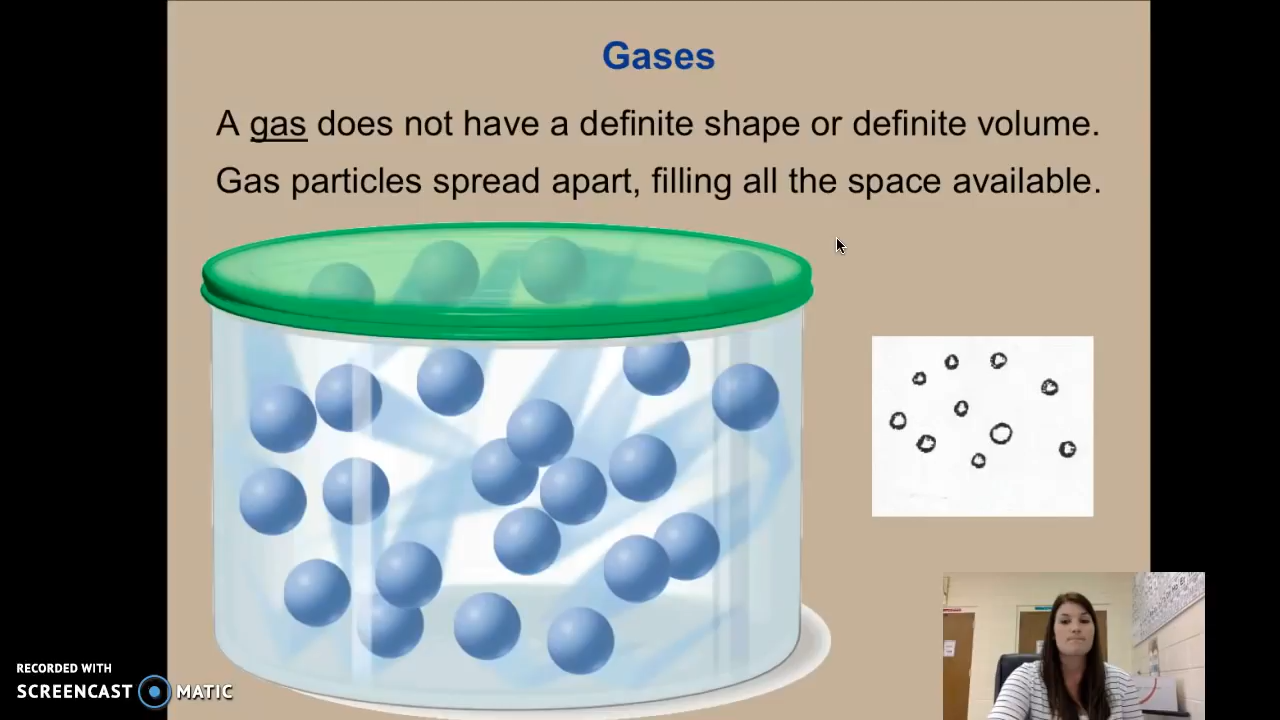 Gases
A gas does not have a definite shape or definite volume.
Gas particles spread apart, filling all the space available.
RECORDED WITH
SCREENCAST MATIC